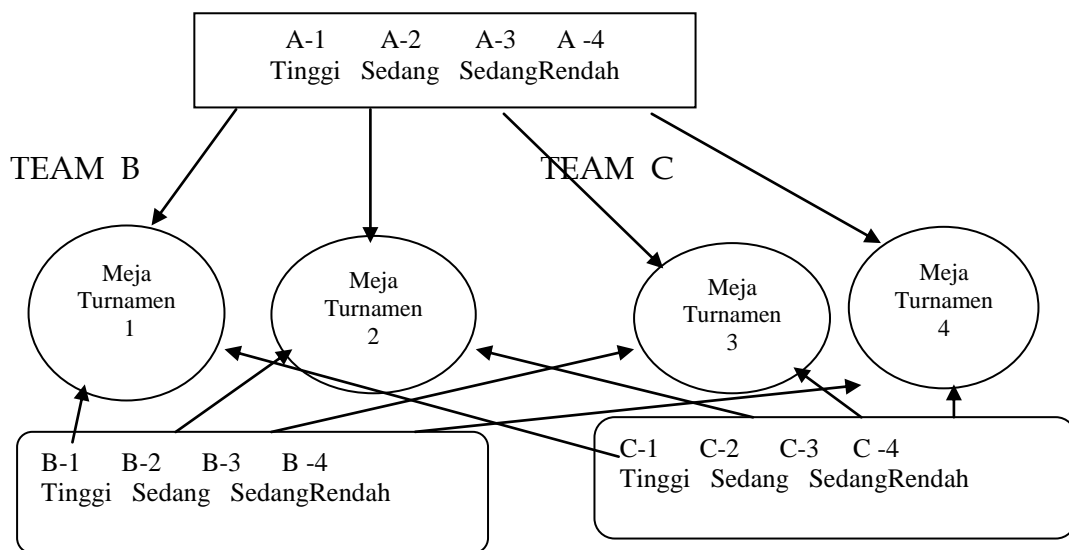 A-1 A-2 A-3 A -4
Tinggi Sedang SedangRendah
TEAM B TEAM C
Meja
Turnamen
1
Meja
Turnamen
2
Meja
Turnamen
3
Meja
Turnamen
4
B-1 B-2 B-3 B -4
Tinggi Sedang SedangRendah
C-1 C-2 C-3 C -4
Tinggi Sedang SedangRendah